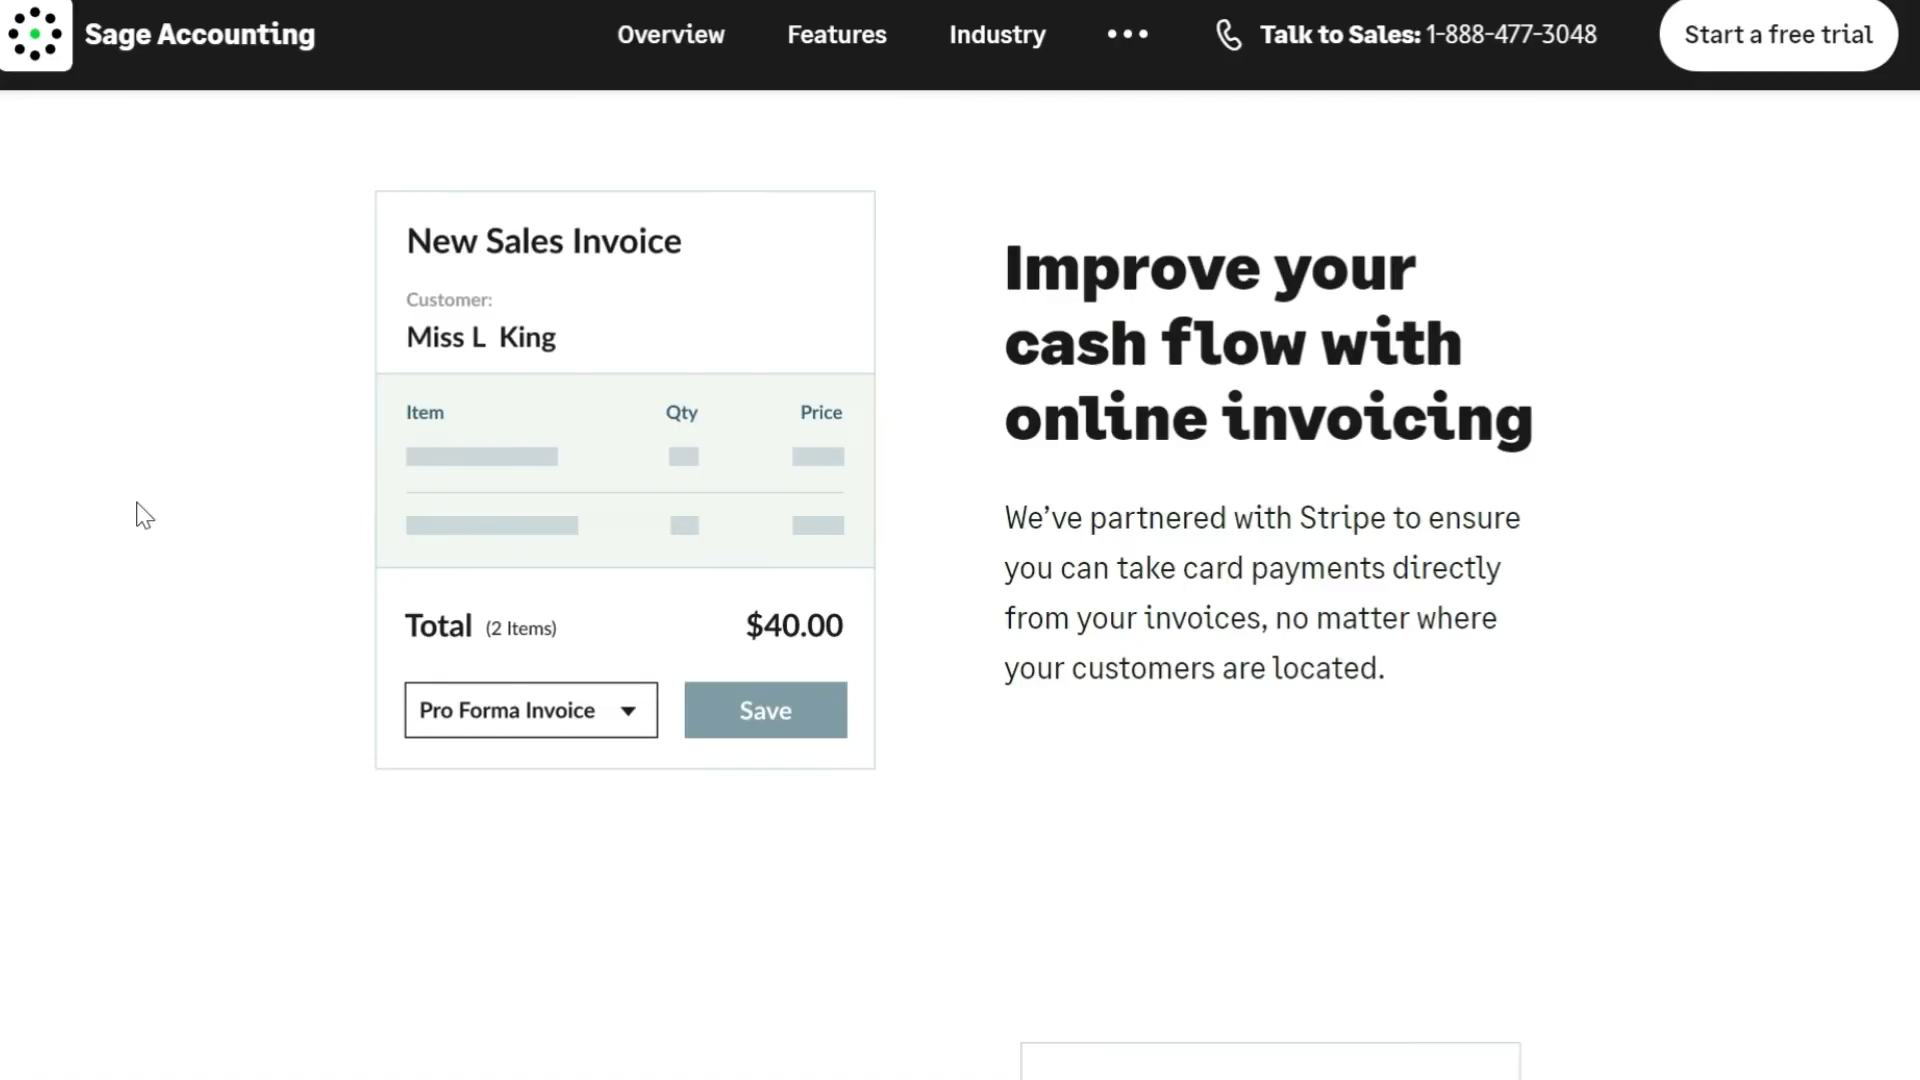 Sage Accounting
Overview
Features
Industry
Talk to Sales: 1-888-477-3048
Start a free trial
New Sales Invoice
Customer:
Miss L King
Item Qty Price
Total (2 Items) $40.00
Pro Forma Invoice
Save
Improve your
cash flow with
online invoicing
We’ve partnered with Stripe to ensure
you can take card payments directly
from your invoices, no matter where
your customers are located.